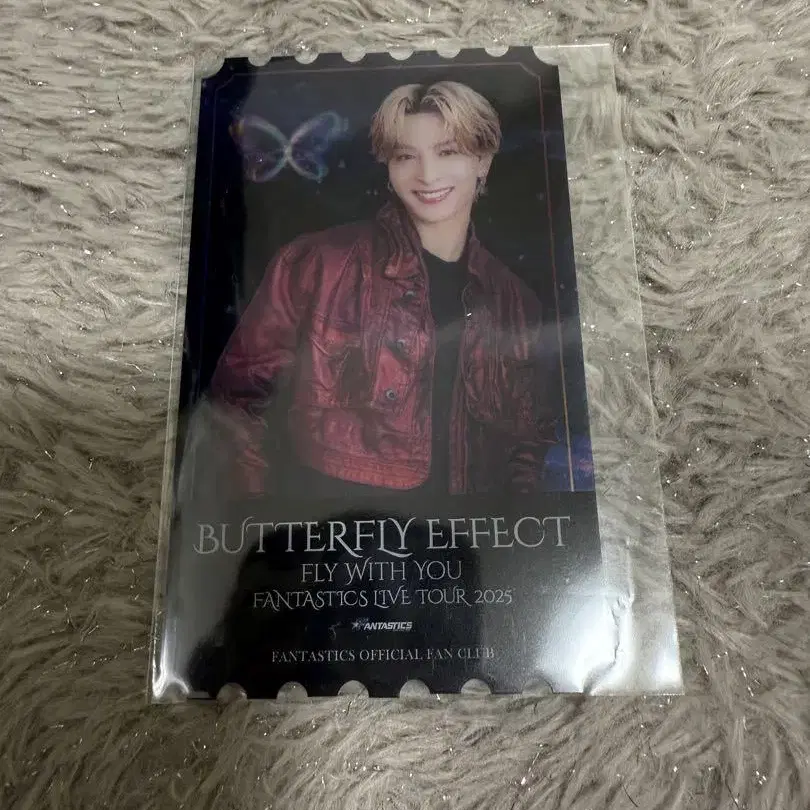 BUTTERFLY EFFECT
FLY WITH YOU
FANTASTICS LIVE TOUR 2025
FANTASTICS
FANTASTICS OFFICIAL FAN CLUB